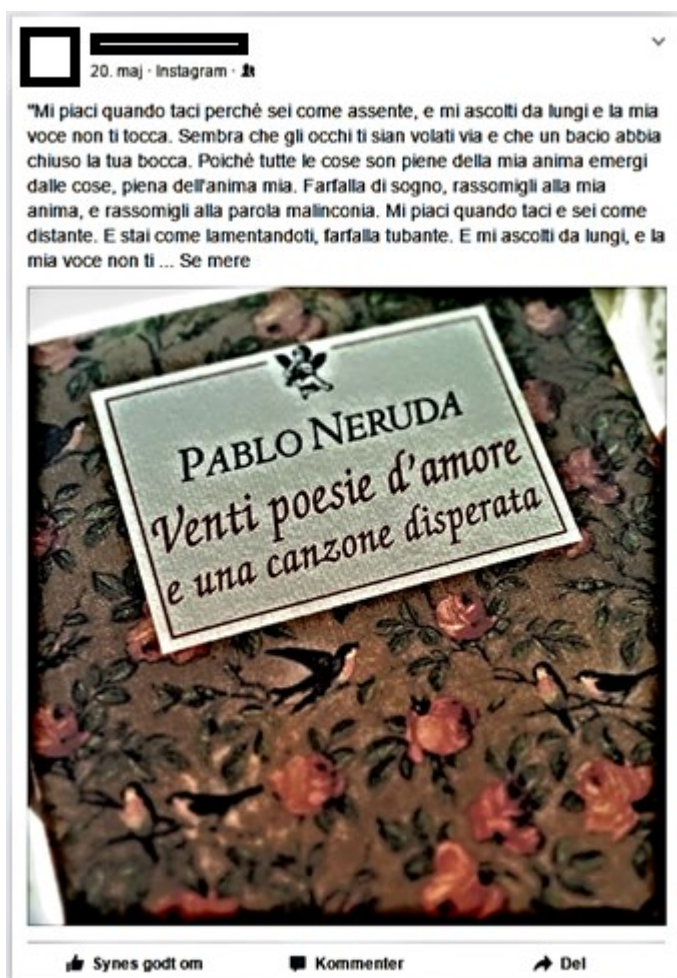 20. maj · Instagram ·
"Mi piaci quando taci perchè sei come assente, e mi ascolti da lungi e la mia
voce non ti tocca. Sembra che gli occhi ti sian volati via e che un bacio abbia
chiuso la tua bocca. Poichè tutte le cose son piene della mia anima emergi
dalle cose, piena dell'anima mia. Farfalla di sogno, rassomigli alla mia
anima, e rassomigli alla parola malinconia. Mi piaci quando taci e sei come
distante. E stai come lamentandoti, farfalla tubante. E mi ascolti da lungi, e la
mia voce non ti ... Se mere
PABLO NERUDA
Venti poesie d'amore
e una canzone disperata
Synes godt om Kommenter Del